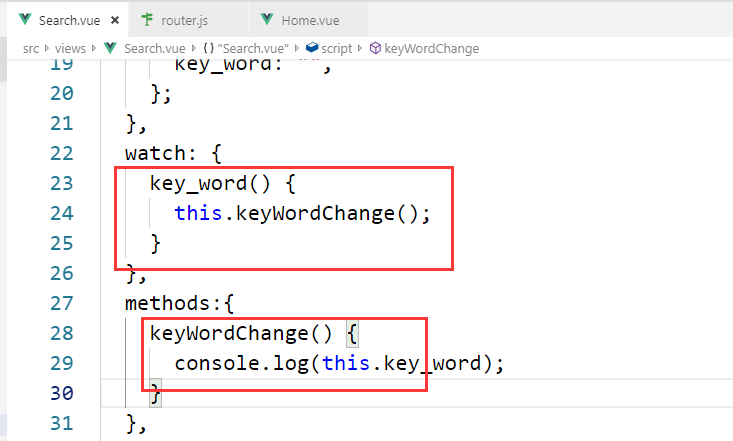 Search.vue × router.js Home.vue
src views Search.vue {} "Search.vue" script keyWordChange
19 key_word: "",
20 };
21 },
22 watch: {
23 key_word() {
24 this.keyWordChange();
25 }
26 },
27 methods:{
28 keyWordChange() {
29 console.log(this.key_word);
30 }
31 },